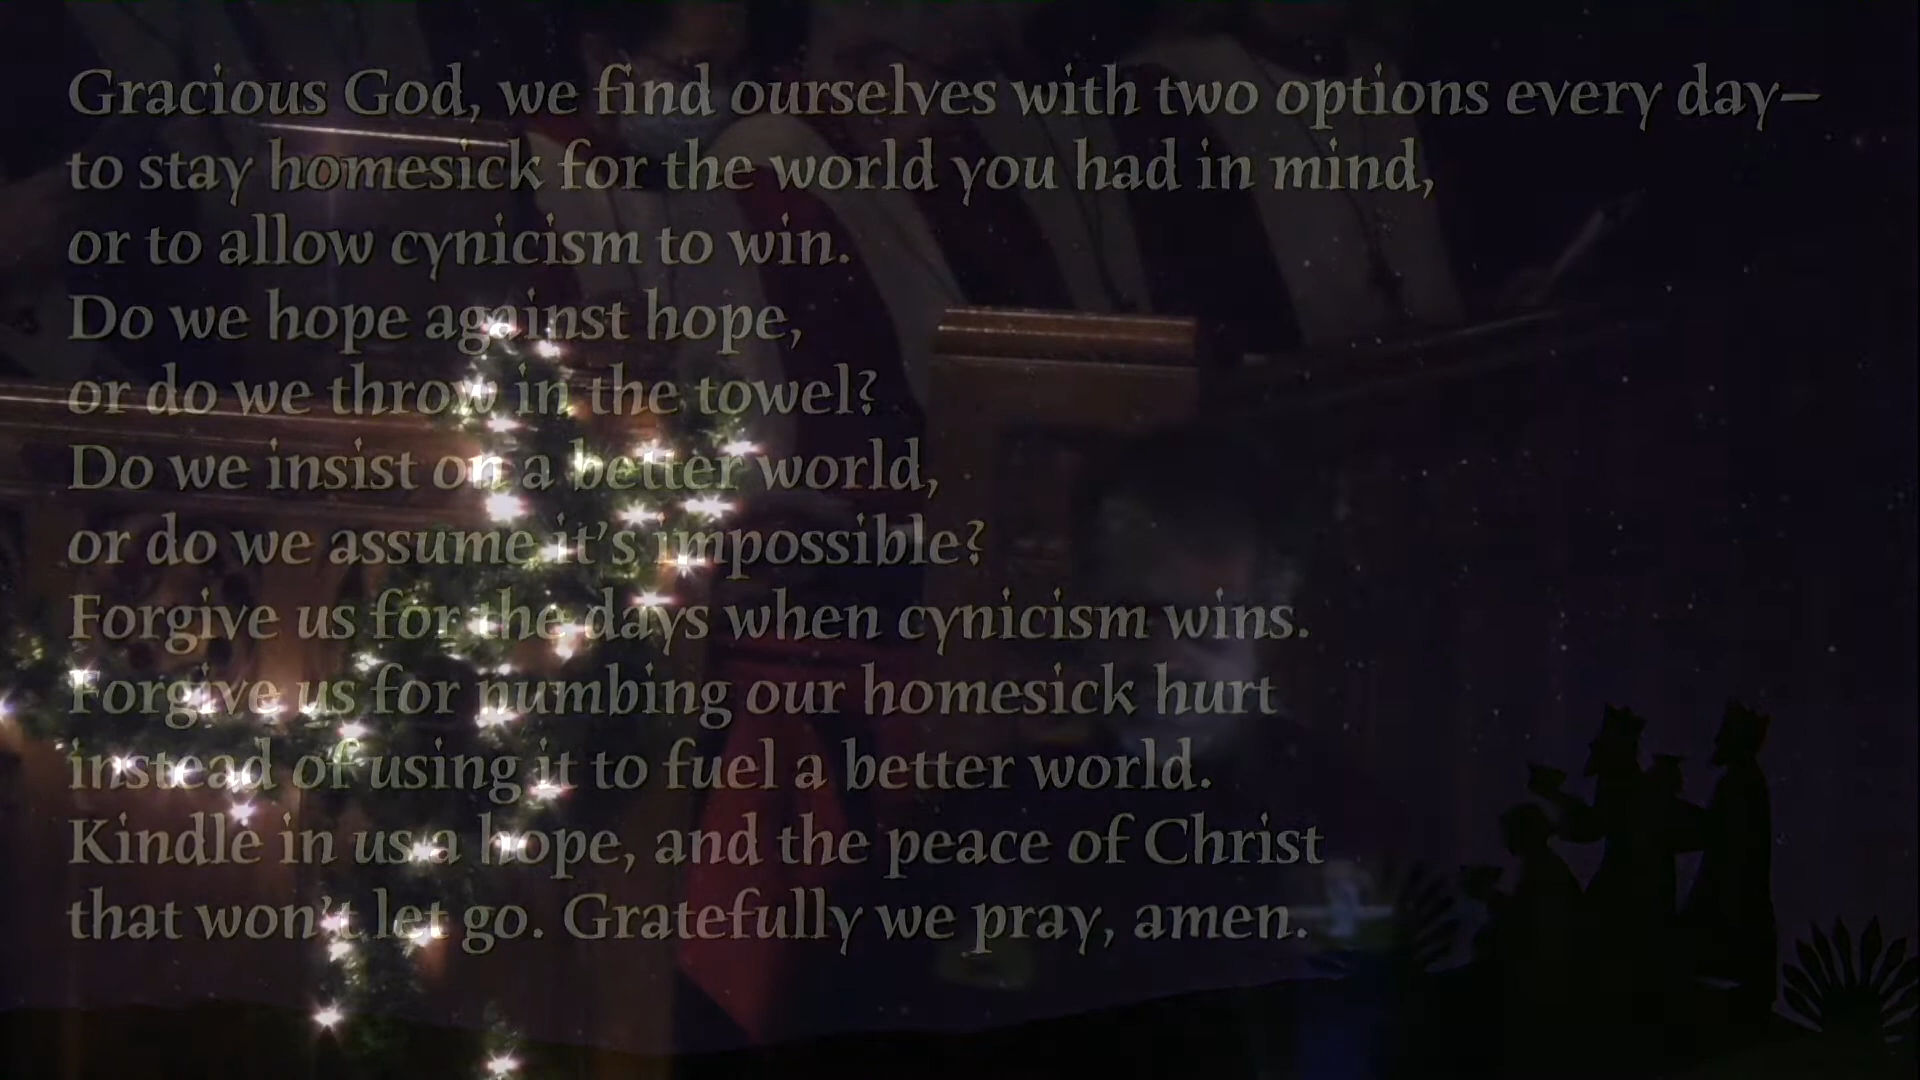 Gracious God, we find ourselves with two options every day—
to stay homesick for the world you had in mind,
or to allow cynicism to win.
Do we hope against hope,
or do we throw in the towel?
Do we insist on a better world,
or do we assume it's impossible?
Forgive us for the days when cynicism wins.
Forgive us for numbing our homesick hurt
instead of using it to fuel a better world.
Kindle in us a hope, and the peace of Christ
that won't let go. Gratefully we pray, amen.